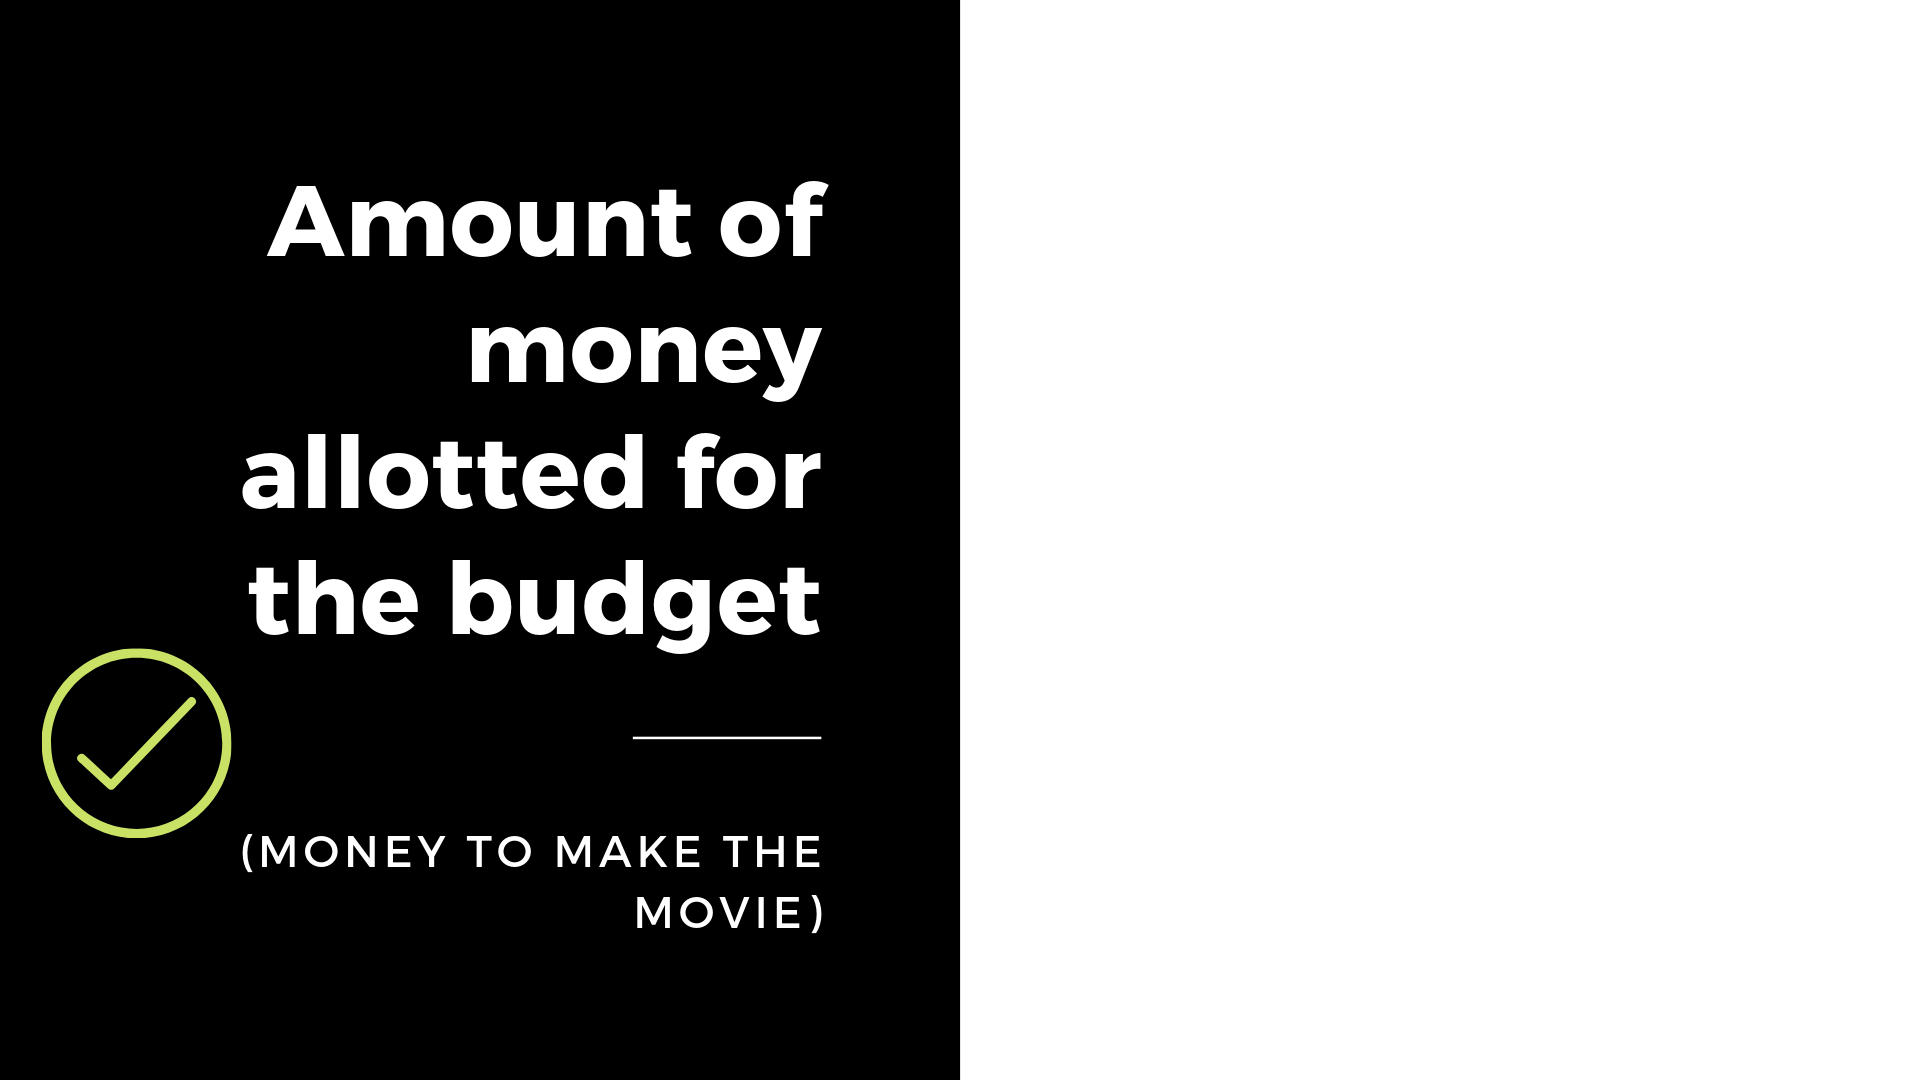 Amount of
money
allotted for
the budget
(MONEY TO MAKE THE
MOVIE)